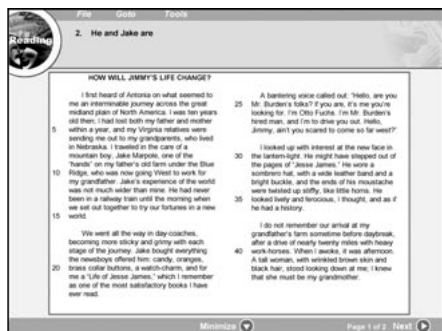 File Goto Tools
Reading
2. He and Jake are
HOW WILL JIMMY'S LIFE CHANGE?
I first heard of Antonia on what seemed to
me an interminable journey across the great
midland plain of North America. I was ten years
old then; I had lost both my father and mother
5 within a year, and my Virginia relatives were
sending me out to my grandparents, who lived
in Nebraska. I traveled in the care of a
mountain boy, Jake Marpole, one of the
"hands" on my father's old farm under the Blue
10 Ridge, who was now going West to work for
my grandfather. Jake's experience of the world
was not much wider than mine. He had never
been in a railway train until the morning when
we set out together to try our fortunes in a new
15 world.
We went all the way in day-coaches,
becoming more sticky and grimy with each
stage of the journey. Jake bought everything
the newsboys offered him: candy, oranges,
20 brass collar buttons, a watch-charm, and for
me a "Life of Jesse James," which I remember
as one of the most satisfactory books I have
ever read.
A bantering voice called out: "Hello, are you
25 Mr. Burden's folks? If you are, it's me you're
looking for. I'm Otto Fuchs. I'm Mr. Burden's
hired man, and I'm to drive you out. Hello,
Jimmy, ain't you scared to come so far west?"
I looked up with interest at the new face in
30 the lantern-light. He might have stepped out of
the pages of "Jesse James." He wore a
sombrero hat, with a wide leather band and a
bright buckle, and the ends of his moustache
were twisted up stiffly, like little horns. He
35 looked lively and ferocious, I thought, and as if
he had a history.
I do not remember our arrival at my
grandfather's farm sometime before daybreak,
after a drive of nearly twenty miles with heavy
40 work-horses. When I awoke, it was afternoon.
A tall woman, with wrinkled brown skin and
black hair, stood looking down at me; I knew
that she must be my grandmother.
Minimize Page 1 of 2 Next